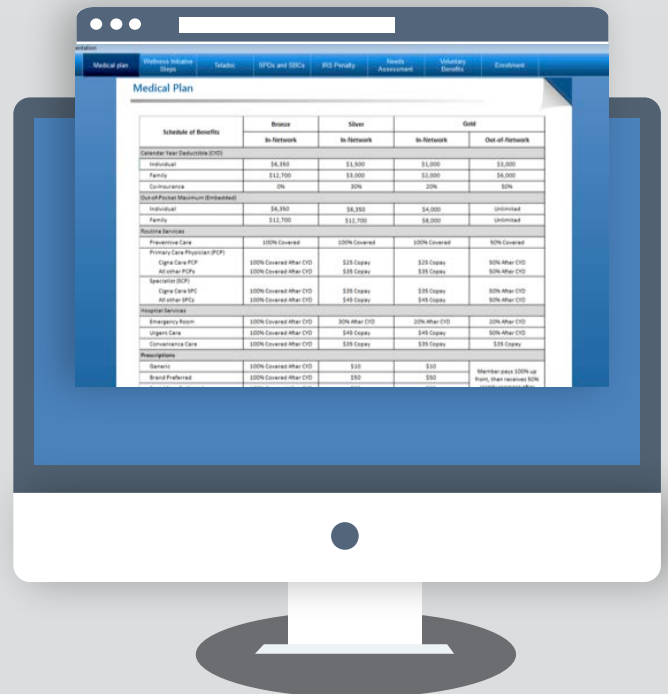 entation
Medical plan Wellness Initiative Steps Teladoc SPDs and SBCs IRS Penalty Needs Assessment Voluntary Benefits Enrollment
Medical Plan
Schedule of Benefits Bronze Silver Gold
In-Network In-Network In-Network Out-of-Network
Calendar Year Deductible (CYD)
Individual $6,350 $1,500 $1,000 $3,000
Family $12,700 $3,000 $2,000 $6,000
Co-Insurance 0% 30% 20% 50%
Out-of-Pocket Maximum (Embedded)
Individual $6,350 $6,350 $4,000 Unlimited
Family $12,700 $12,700 $8,000 Unlimited
Routine Services
Preventive Care 100% Covered 100% Covered 100% Covered 50% Covered
Primary Care Physician (PCP)
Cigna Care PCP 100% Covered After CYD $25 Copay $25 Copay 50% After CYD
All other PCPs 100% Covered After CYD $35 Copay $35 Copay 50% After CYD
Specialist (SCP)
Cigna Care SPC 100% Covered After CYD $35 Copay $35 Copay 50% After CYD
All other SPCs 100% Covered After CYD $45 Copay $45 Copay 50% After CYD
Hospital Services
Emergency Room 100% Covered After CYD 30% After CYD 20% After CYD 20% After CYD
Urgent Care 100% Covered After CYD $45 Copay $45 Copay 50% After CYD
Convenience Care 100% Covered After CYD $35 Copay $35 Copay $35 Copay
Prescriptions
Generic 100% Covered After CYD $10 $10
Brand Preferred 100% Covered After CYD $50 $50
Member pays 100% up
front, then receives 50%